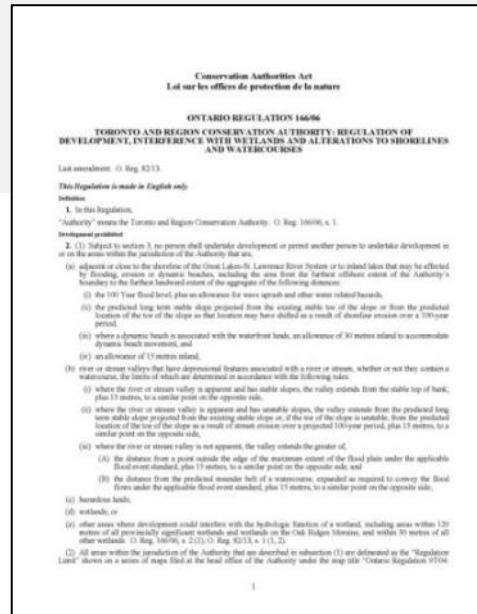 Conservation Authorities Act
Loi sur les offices de protection de la nature
ONTARIO REGULATION 166/06
TORONTO AND REGION CONSERVATION AUTHORITY: REGULATION OF
DEVELOPMENT, INTERFERENCE WITH WETLANDS AND ALTERATIONS TO SHORELINES
AND WATERCOURSES
Last amendment: O. Reg. 82/13.
This Regulation is made in English only.
Definition
1. In this Regulation,
"Authority" means the Toronto and Region Conservation Authority. O. Reg. 166/06, s. 1.
Development prohibited
2. (1) Subject to section 3, no person shall undertake development or permit another person to undertake development in
or on the areas within the jurisdiction of the Authority that are,
(a) adjacent or close to the shoreline of the Great Lakes-St. Lawrence River System or to inland lakes that may be affected
by flooding, erosion or dynamic beaches, including the area from the farthest offshore extent of the Authority's
boundary to the furthest landward extent of the aggregate of the following distances:
(i) the 100 Year flood level, plus an allowance for wave uprush and other water related hazards,
(ii) the predicted long term stable slope projected from the existing stable toe of the slope or from the predicted
location of the toe of the slope as that location may have shifted as a result of shoreline erosion over a 100-year
period,
(iii) where a dynamic beach is associated with the waterfront lands, an allowance of 30 metres inland to accommodate
dynamic beach movement, and
(iv) an allowance of 15 metres inland,
(b) river or stream valleys that have depressional features associated with a river or stream, whether or not they contain a
watercourse, the limits of which are determined in accordance with the following rules:
(i) where the river or stream valley is apparent and has stable slopes, the valley extends from the stable top of bank,
plus 15 metres, to a similar point on the opposite side,
(ii) where the river or stream valley is apparent and has unstable slopes, the valley extends from the predicted long
term stable slope projected from the existing stable slope or, if the toe of the slope is unstable, from the predicted
location of the toe of the slope as a result of stream erosion over a projected 100-year period, plus 15 metres, to a
similar point on the opposite side,
(iii) where the river or stream valley is not apparent, the valley extends the greater of,
(A) the distance from a point outside the edge of the maximum extent of the flood plain under the applicable
flood event standard, plus 15 metres, to a similar point on the opposite side, and
(B) the distance from the predicted meander belt of a watercourse, expanded as required to convey the flood
flows under the applicable flood event standard, plus 15 metres, to a similar point on the opposite side;
(c) hazardous lands;
(d) wetlands; or
(e) other areas where development could interfere with the hydrologic function of a wetland, including areas within 120
metres of all provincially significant wetlands and wetlands on the Oak Ridges Moraine, and within 30 metres of all
other wetlands. O. Reg. 166/06, s. 2 (1); O. Reg. 82/13, s. 1 (1, 2).
(2) All areas within the jurisdiction of the Authority that are described in subsection (1) are delineated as the "Regulation
Limit" shown on a series of maps filed at the head office of the Authority under the map title "Ontario Regulation 97/04:
1